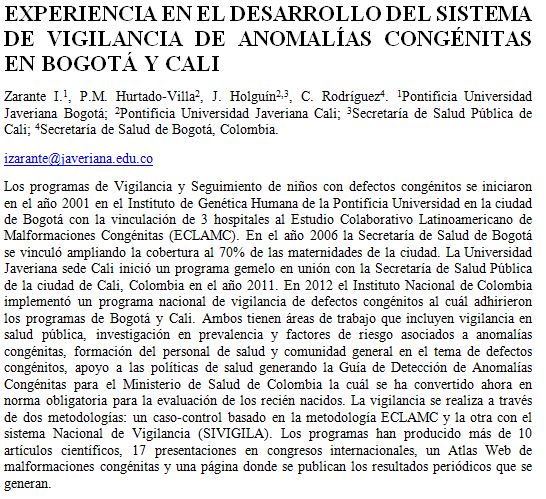 EXPERIENCIA EN EL DESARROLLO DEL SISTEMA
DE VIGILANCIA DE ANOMALÍAS CONGÉNITAS
EN BOGOTÁ Y CALI
Zarante I.¹, P.M. Hurtado-Villa², J. Holguín²,³, C. Rodríguez⁴. ¹Pontificia Universidad
Javeriana Bogotá; ²Pontificia Universidad Javeriana Cali; ³Secretaría de Salud Pública de
Cali; ⁴Secretaría de Salud de Bogotá, Colombia.
izarante@javeriana.edu.co
Los programas de Vigilancia y Seguimiento de niños con defectos congénitos se iniciaron
en el año 2001 en el Instituto de Genética Humana de la Pontificia Universidad en la ciudad
de Bogotá con la vinculación de 3 hospitales al Estudio Colaborativo Latinoamericano de
Malformaciones Congénitas (ECLAMC). En el año 2006 la Secretaría de Salud de Bogotá
se vinculó ampliando la cobertura al 70% de las maternidades de la ciudad. La Universidad
Javeriana sede Cali inició un programa gemelo en unión con la Secretaría de Salud Pública
de la ciudad de Cali, Colombia en el año 2011. En 2012 el Instituto Nacional de Colombia
implementó un programa nacional de vigilancia de defectos congénitos al cuál adhirieron
los programas de Bogotá y Cali. Ambos tienen áreas de trabajo que incluyen vigilancia en
salud pública, investigación en prevalencia y factores de riesgo asociados a anomalías
congénitas, formación del personal de salud y comunidad general en el tema de defectos
congénitos, apoyo a las políticas de salud generando la Guía de Detección de Anomalías
Congénitas para el Ministerio de Salud de Colombia la cuál se ha convertido ahora en
norma obligatoria para la evaluación de los recién nacidos. La vigilancia se realiza a través
de dos metodologías: un caso-control basado en la metodología ECLAMC y la otra con el
sistema Nacional de Vigilancia (SIVIGILA). Los programas han producido más de 10
artículos científicos, 17 presentaciones en congresos internacionales, un Atlas Web de
malformaciones congénitas y una página donde se publican los resultados periódicos que se
generan.